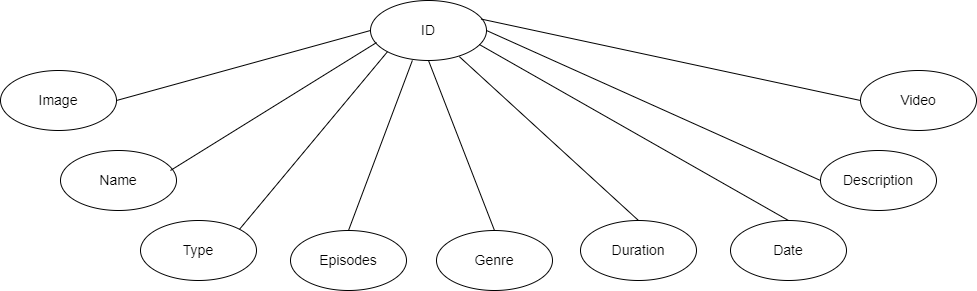 ID
Image
Video
Name
Description
Type
Episodes
Genre
Duration
Date